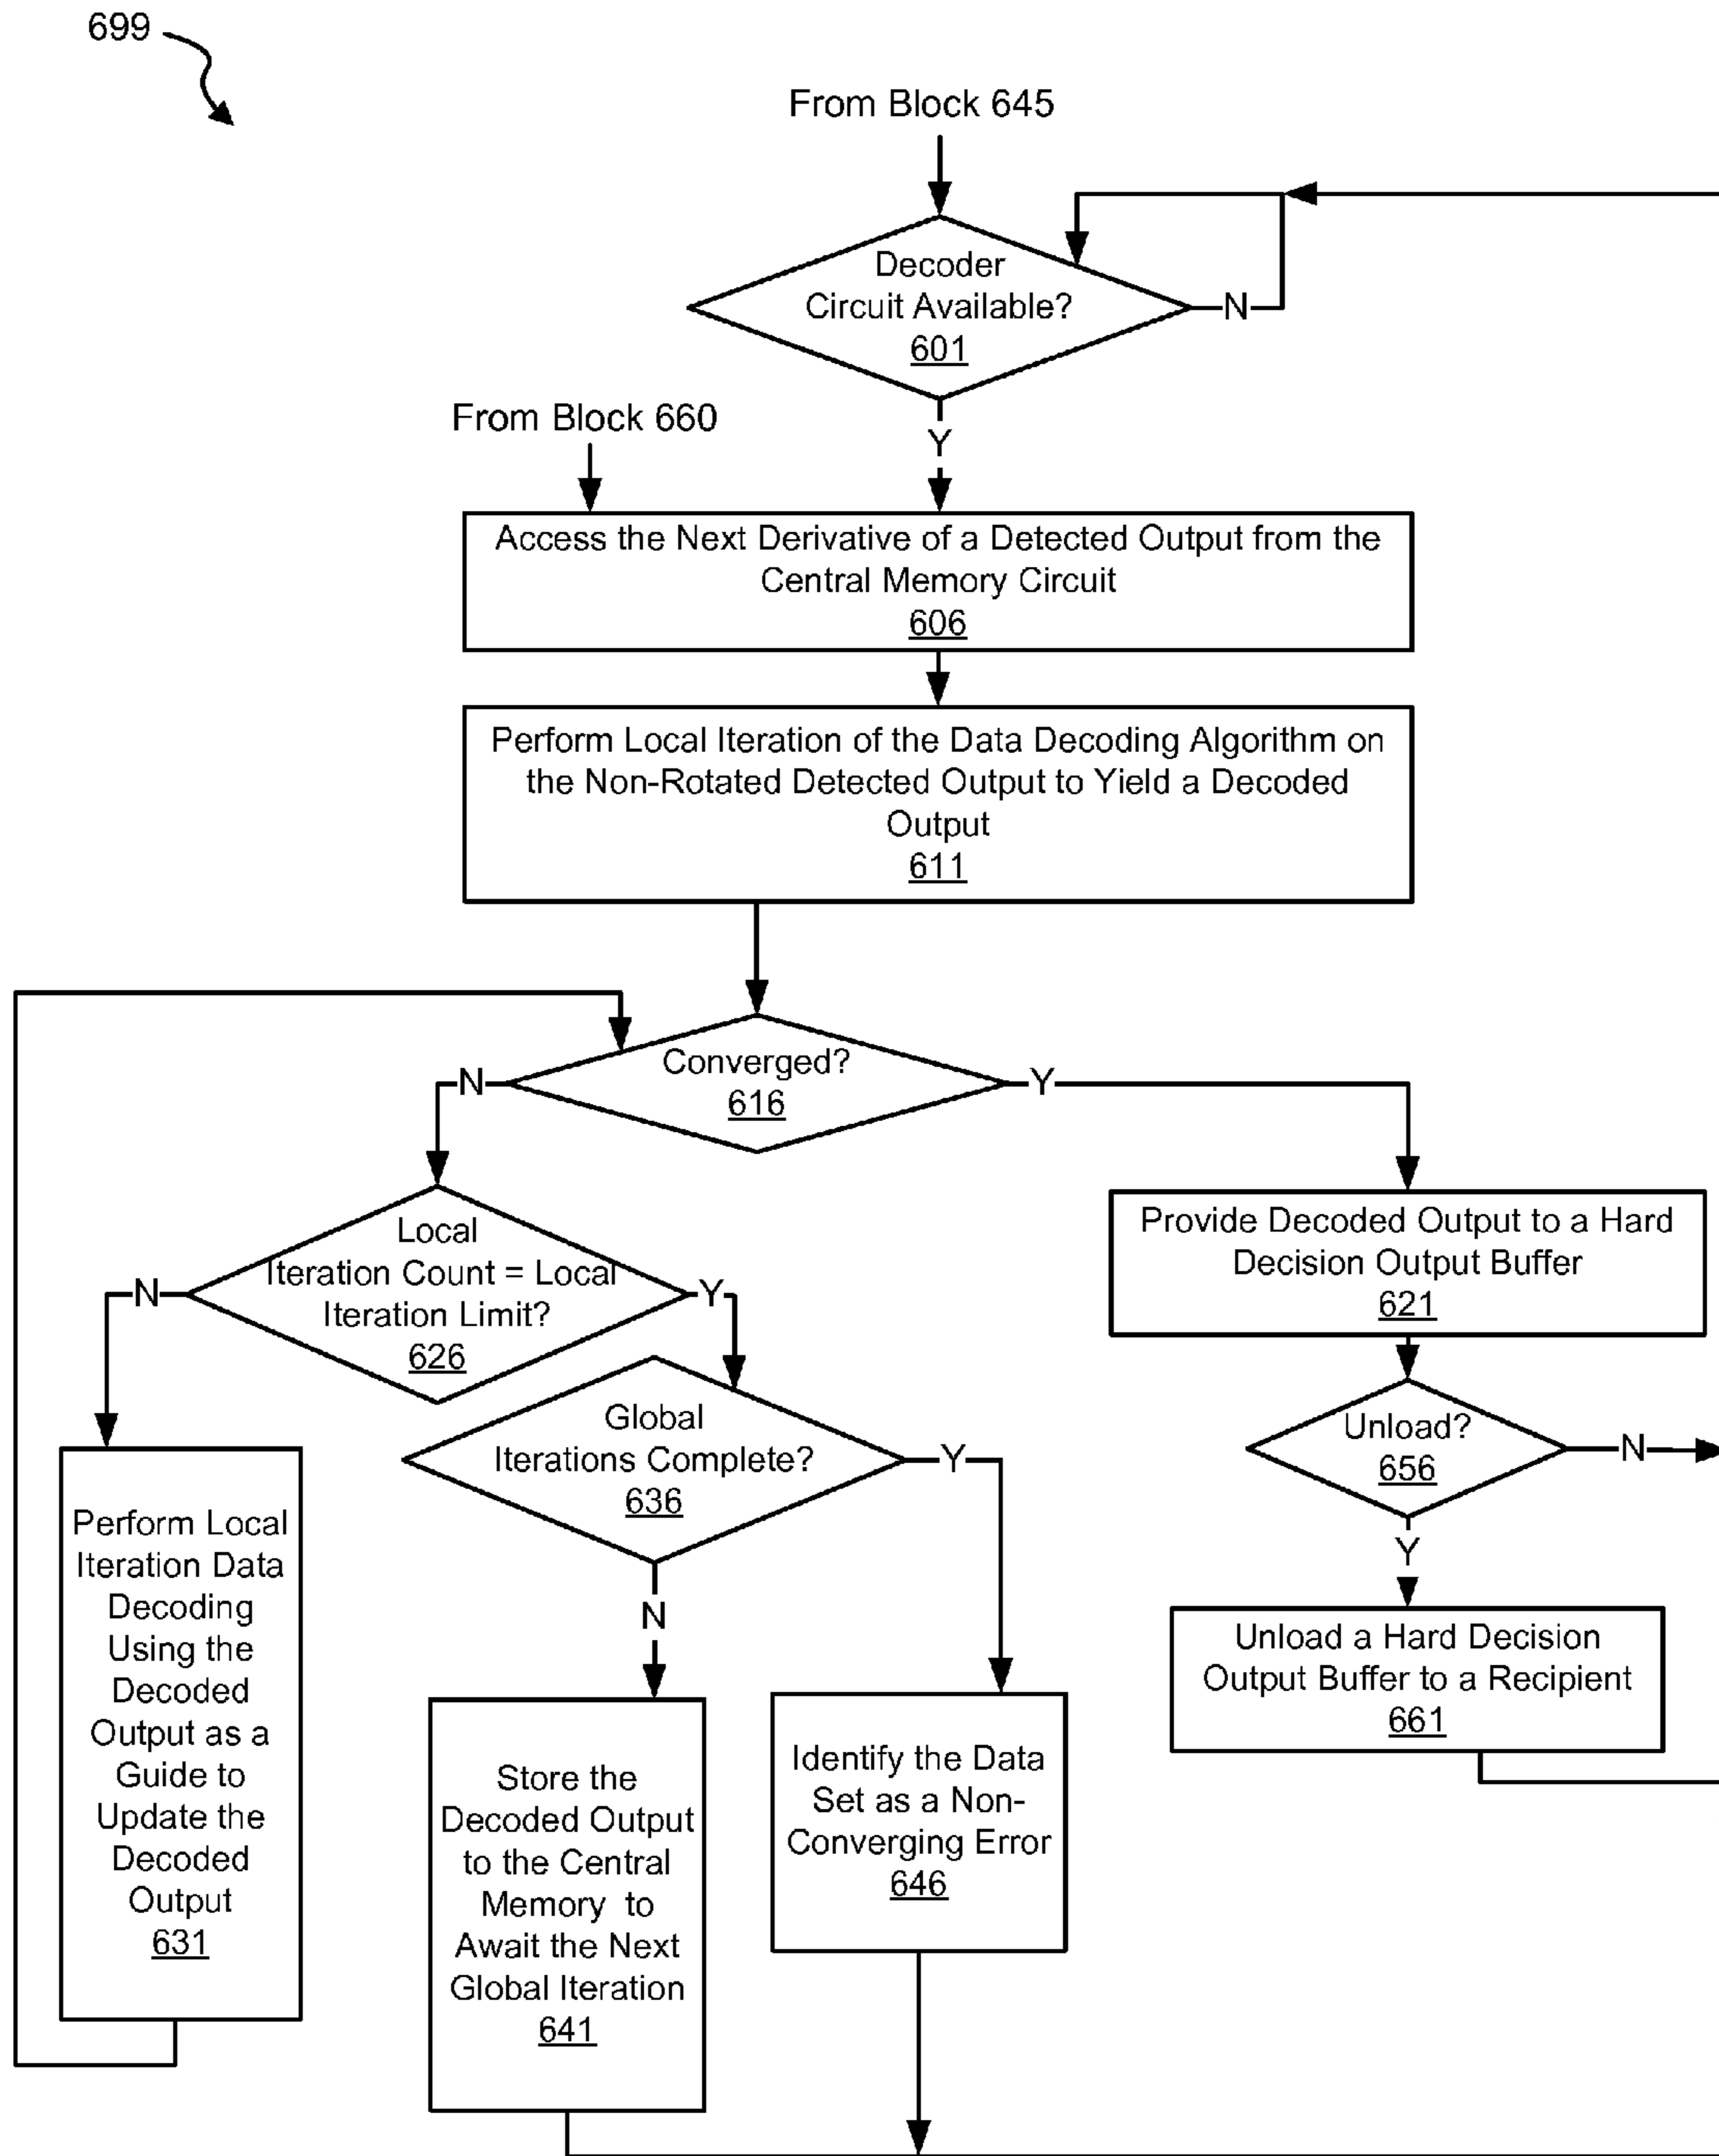 699
From Block 645
Decoder
Circuit Available?
601
N
Y
From Block 660
Access the Next Derivative of a Detected Output from the
Central Memory Circuit
606
Perform Local Iteration of the Data Decoding Algorithm on
the Non-Rotated Detected Output to Yield a Decoded
Output
611
Converged?
616
N
Y
Local
Iteration Count = Local
Iteration Limit?
626
N
Y
Provide Decoded Output to a Hard
Decision Output Buffer
621
Global
Iterations Complete?
636
Y
N
Unload?
656
N
Y
Perform Local
Iteration Data
Decoding
Using the
Decoded
Output as a
Guide to
Update the
Decoded
Output
631
Unload a Hard Decision
Output Buffer to a Recipient
661
Store the
Decoded Output
to the Central
Memory to
Await the Next
Global Iteration
641
Identify the Data
Set as a Non-
Converging Error
646